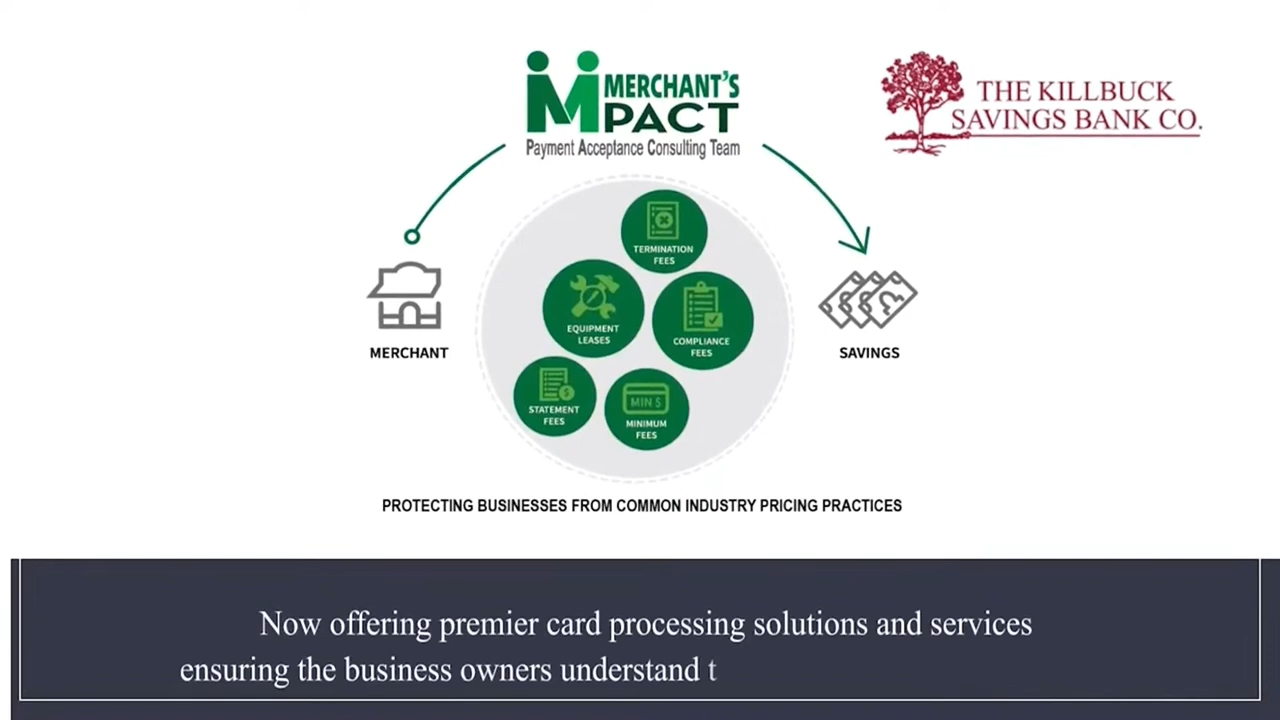 MERCHANT'S
PACT
Payment Acceptance Consulting Team
THE KILLBUCK
SAVINGS BANK CO.
TERMINATION
FEES
EQUIPMENT
LEASES
COMPLIANCE
FEES
STATEMENT
FEES
MIN $
MINIMUM
FEES
MERCHANT
SAVINGS
PROTECTING BUSINESSES FROM COMMON INDUSTRY PRICING PRACTICES
Now offering premier card processing solutions and services
ensuring the business owners understand t